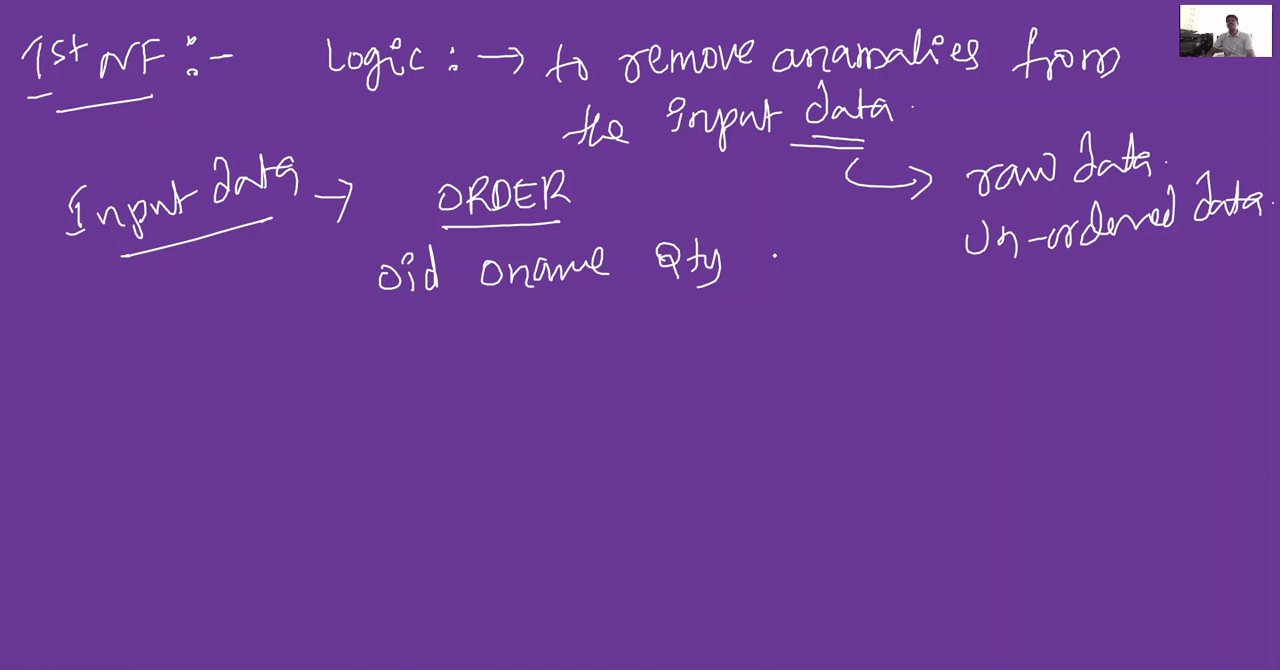 1st NF :- Logic : → to remove anamalies from
the Input data.
→ raw data.
Un-ordered data.
Input data → ORDER
oid oname Qty .